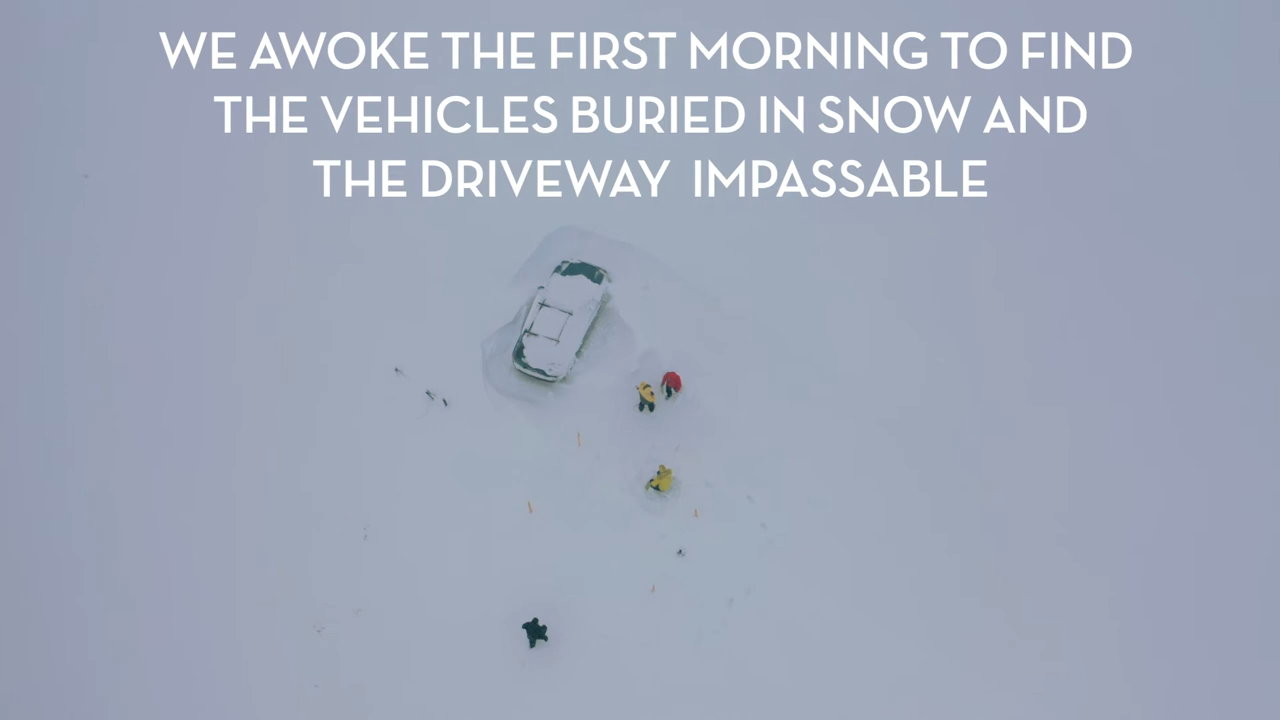 WE AWOKE THE FIRST MORNING TO FIND
THE VEHICLES BURIED IN SNOW AND
THE DRIVEWAY  IMPASSABLE